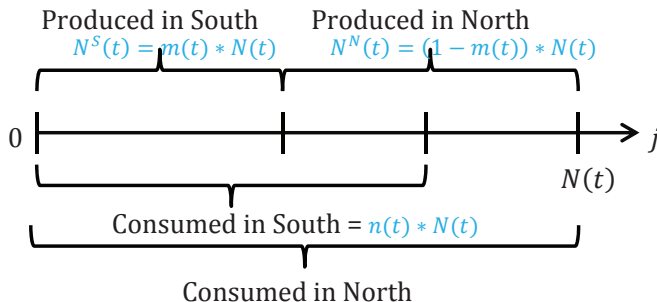 Produced in South Produced in North
N^S(t) = m(t) * N(t) N^N(t) = (1 − m(t)) * N(t)
0 j
N(t)
Consumed in South = n(t) * N(t)
Consumed in North